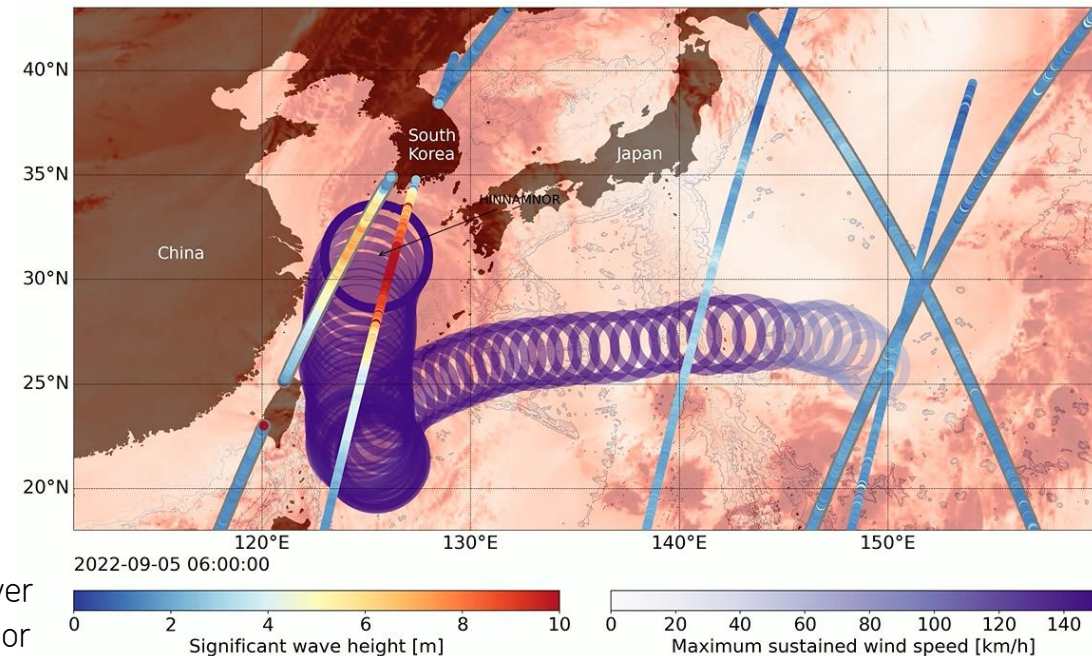 40°N
35°N
30°N
25°N
20°N
South
Korea
Japan
HINNAMNOR
China
120°E 130°E 140°E 150°E
2022-09-05 06:00:00
0 2 4 6 8 10
Significant wave height [m]
0 20 40 60 80 100 120 140
Maximum sustained wind speed [km/h]